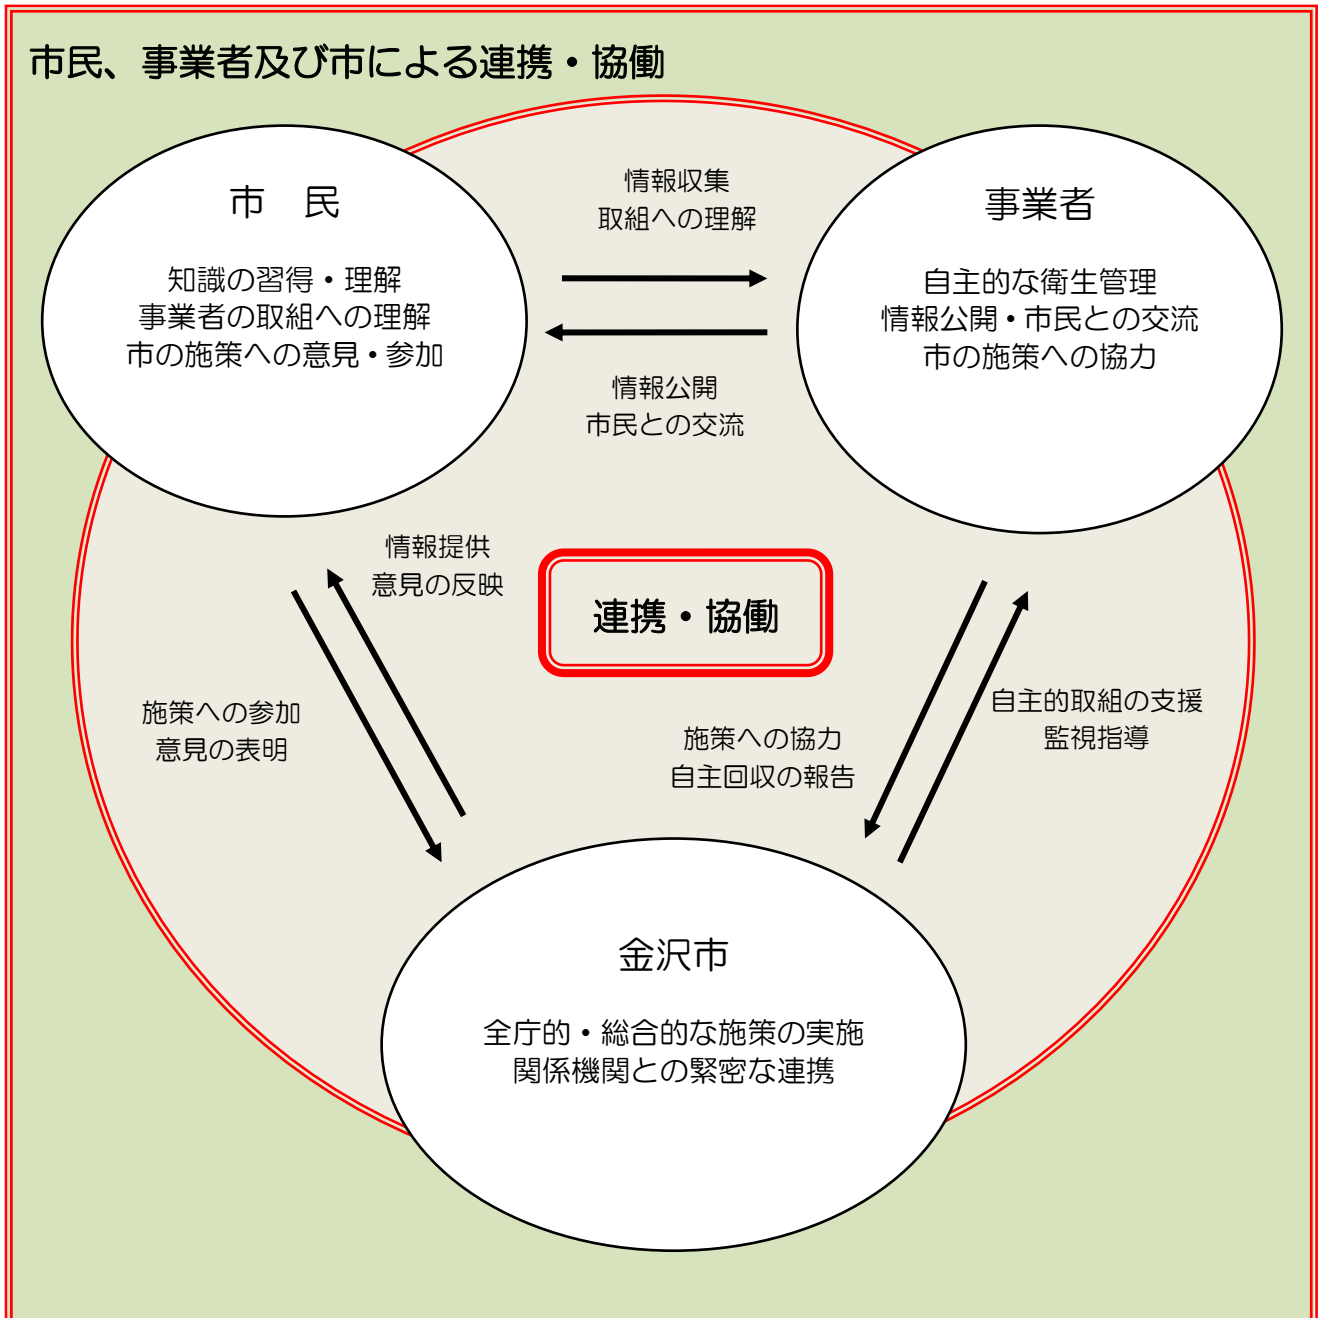 市民、事業者及び市による連携・協働
市　民
知識の習得・理解
事業者の取組への理解
市の施策への意見・参加
情報収集
取組への理解
情報公開
市民との交流
事業者
自主的な衛生管理
情報公開・市民との交流
市の施策への協力
情報提供
意見の反映
連携・協働
施策への参加
意見の表明
施策への協力
自主回収の報告
自主的取組の支援
監視指導
金沢市
全庁的・総合的な施策の実施
関係機関との緊密な連携